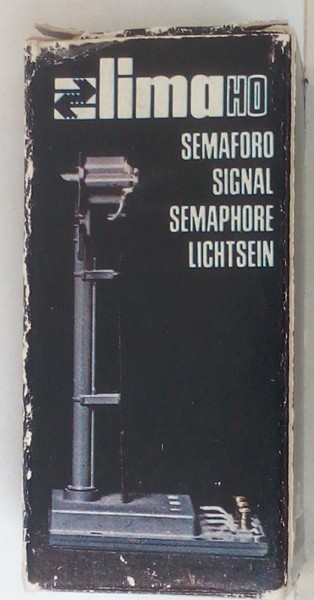 lima HO
SEMAFORO
SIGNAL
SEMAPHORE
LICHTSEIN